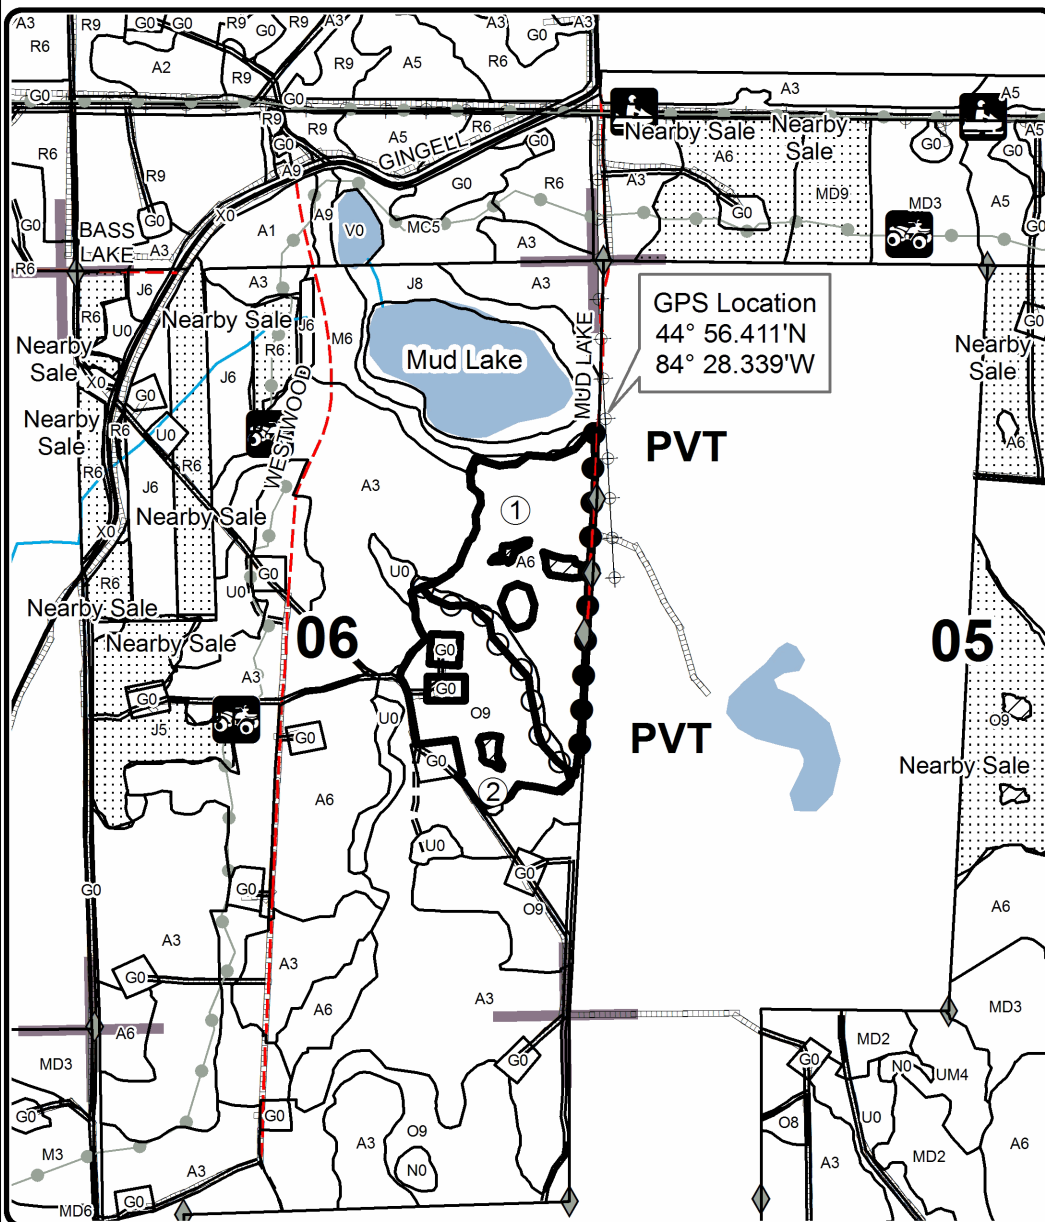 A3
R9
G0
G0
R9
G0
R9
A3
G0
A3
R6
A2
R9
R9
A5
R6
G0
G0
A3
A5
R9
R9
A5
R6
Nearby Sale
Nearby
Sale
A5
R6
G0
GINGELL
G0
A6
G0
G0
R9
A9
G0
R6
A3
MD9
MD3
A5
G0
G0
X0
A1
A9
V0
MC5
G0
G0
BASS
LAKE
A3
A3
R6
J6
A3
J8
A3
GPS Location
44° 56.411'N
84° 28.339'W
R6
U0
Nearby Sale
J6
M6
MUD LAKE
G0
Nearby
Sale
R6
Mud Lake
Nearby
Sale
X0
G0
J6
WESTWOOD
Nearby
Sale
R6
U0
PVT
A6
R6
R6
J6
A3
1
Nearby Sale
X0
A6
R6
U0
G0
U0
Nearby Sale
06
05
Nearby Sale
G0
A3
G0
G0
J5
U0
O9
O9
PVT
G0
G0
Nearby Sale
A6
2
U0
G0
G0
G0
O9
A6
A3
A3
G0
A6
A3
MD3
A6
MD3
G0
G0
MD2
N0
UM4
G0
G0
O8
U0
M3
A3
A3
O9
N0
A3
MD2
A6
MD6
G0